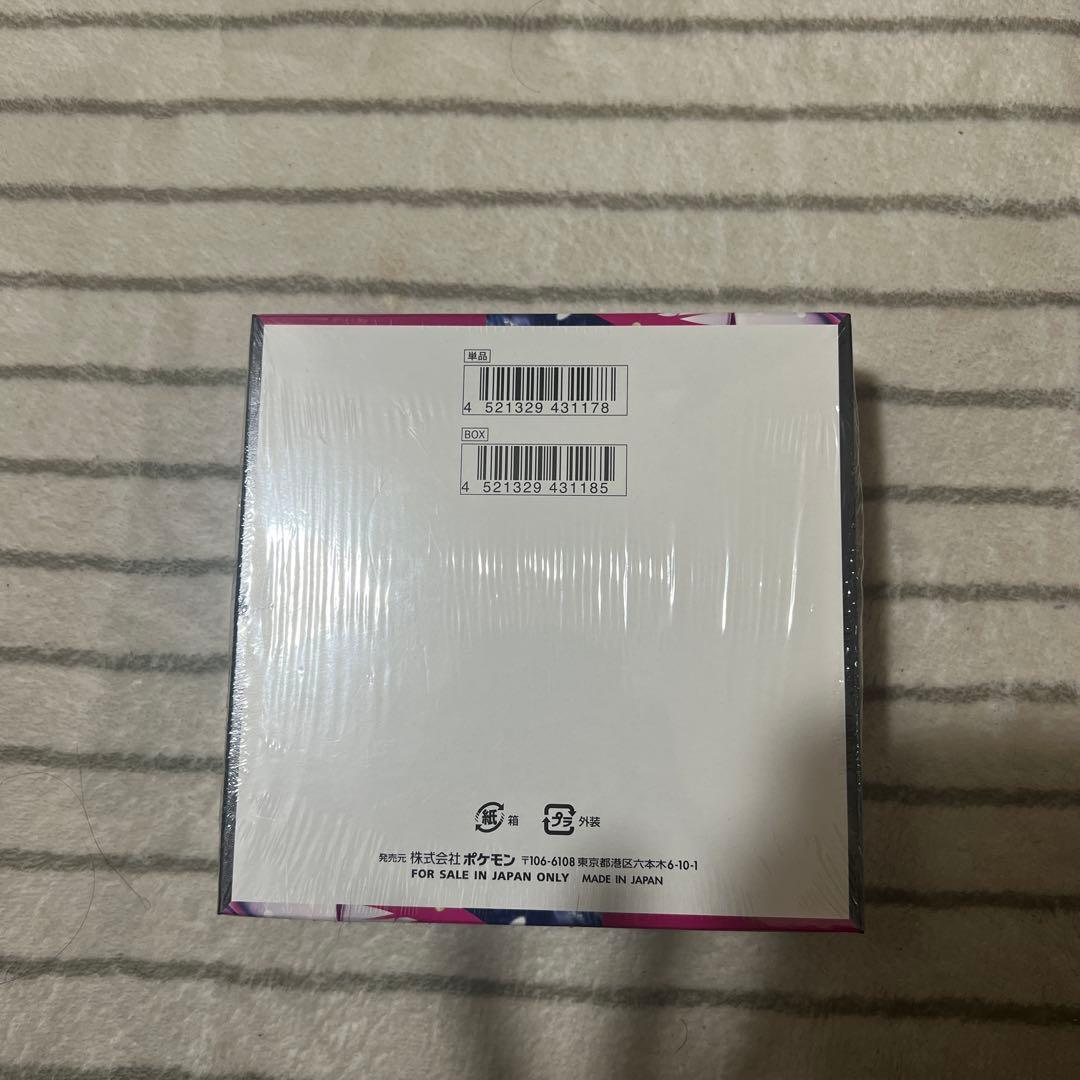 単品
4 521329 431178
BOX
4 521329 431185
紙 箱 プラ 外装
発売元 株式会社 ポケモン 〒106-6108 東京都港区六本木6-10-1
FOR SALE IN JAPAN ONLY MADE IN JAPAN